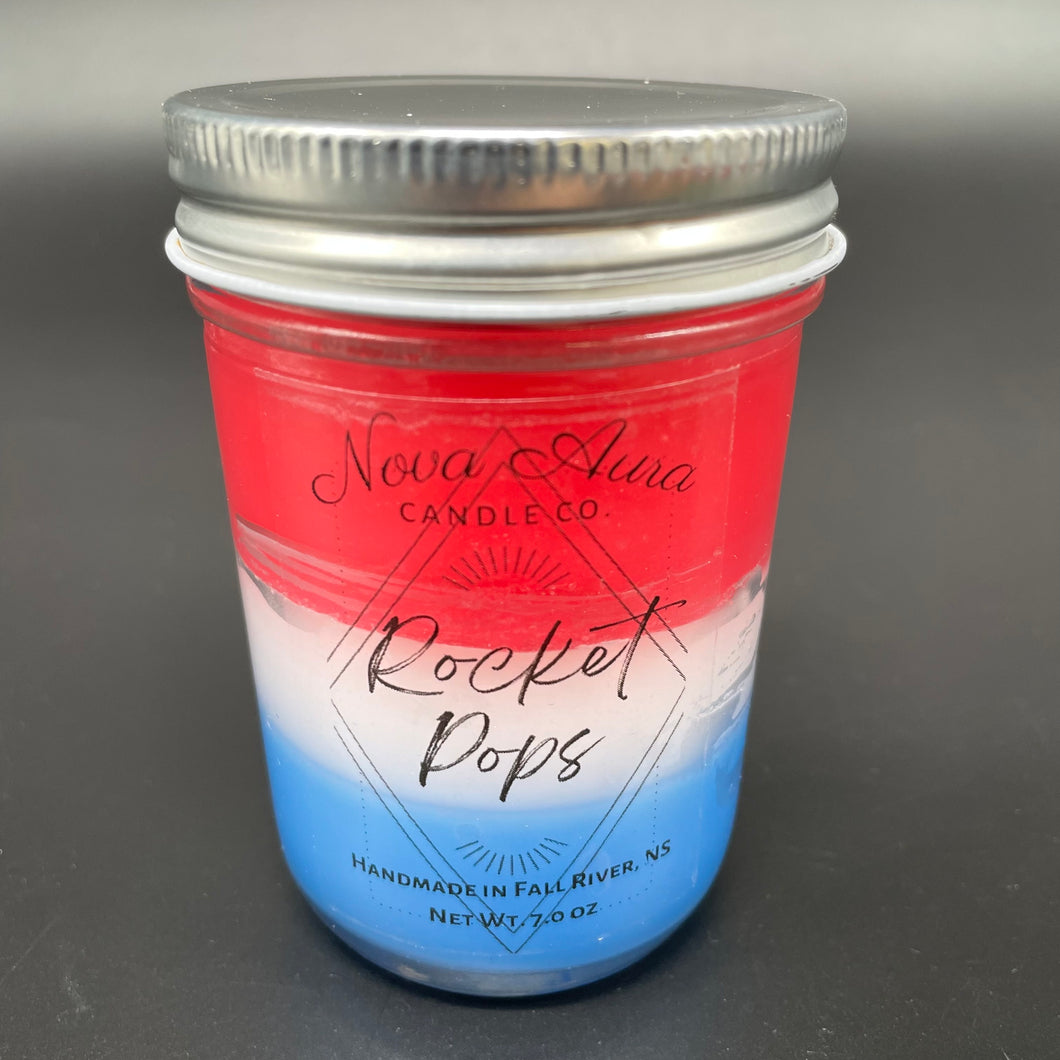 Nova Aura
CANDLE CO.
Rocket
Pops
HANDMADE IN FALL RIVER, NS
NET WT. 7.0 OZ